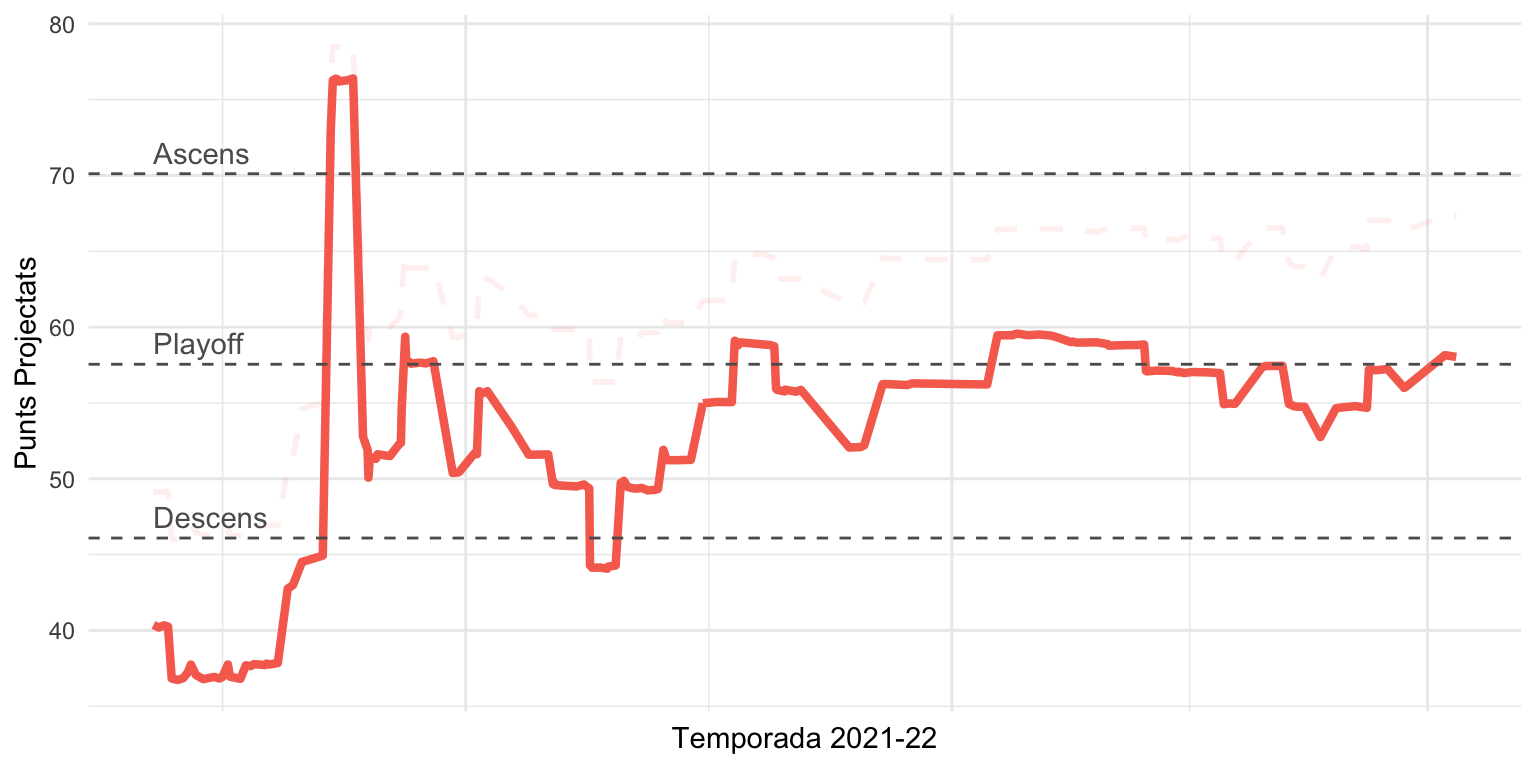 80
Ascens
70
Playoff
60
50
Descens
40
Punts Projectats
Temporada 2021-22